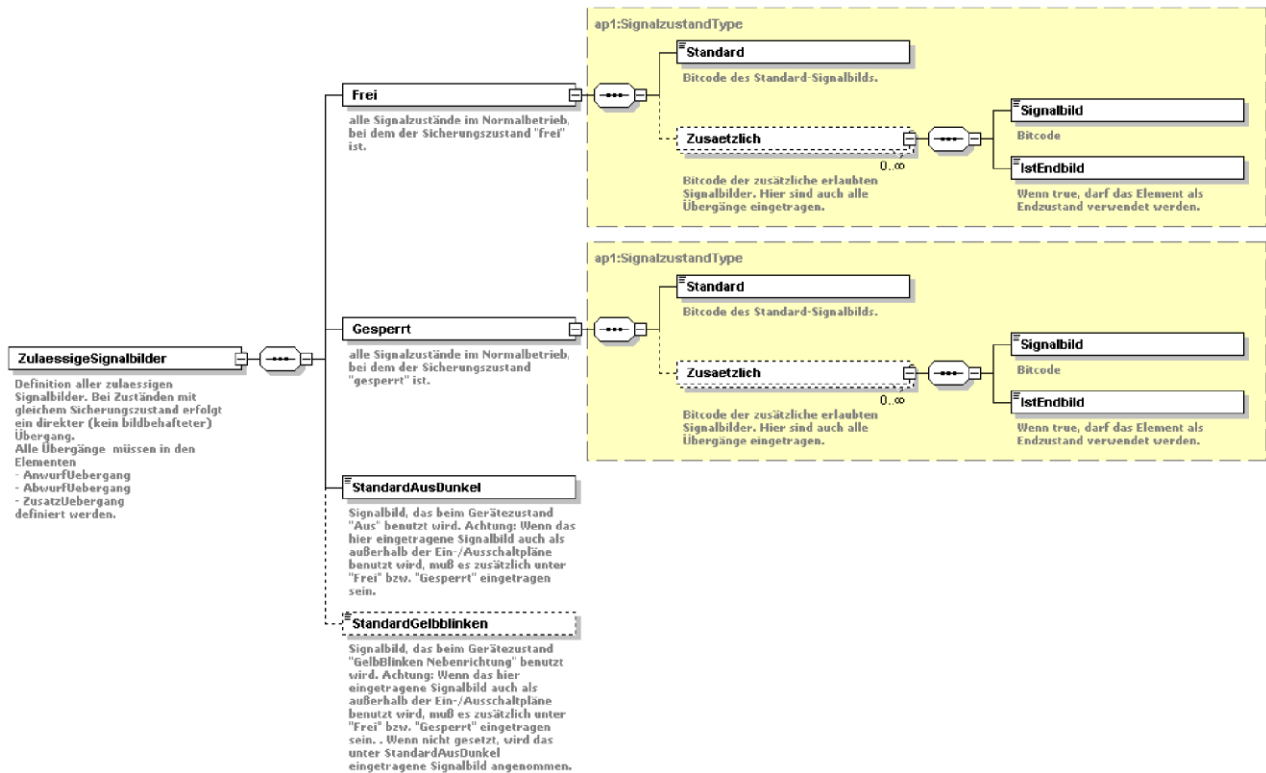 ap1:SignalzustandType
Standard
Bitcode des Standard-Signalbilds.
Frei
alle Signalzustände im Normalbetrieb,
bei dem der Sicherungszustand "frei"
ist.
Zusaetzlich
0..∞
Bitcode der zusätzliche erlaubten
Signalbilder. Hier sind auch alle
Übergänge eingetragen.
Signalbild
Bitcode
IstEndbild
Wenn true, darf das Element als
Endzustand verwendet werden.
ap1:SignalzustandType
Standard
Bitcode des Standard-Signalbilds.
Gesperrt
alle Signalzustände im Normalbetrieb,
bei dem der Sicherungszustand
"gesperrt" ist.
Zusaetzlich
0..∞
Bitcode der zusätzliche erlaubten
Signalbilder. Hier sind auch alle
Übergänge eingetragen.
Signalbild
Bitcode
IstEndbild
Wenn true, darf das Element als
Endzustand verwendet werden.
ZulaessigeSignalbilder
Definition aller zulaessigen
Signalbilder. Bei Zuständen mit
gleichem Sicherungszustand erfolgt
ein direkter (kein bildbehafteter)
Übergang.
Alle Übergänge müssen in den
Elementen
- AnwurfUebergang
- AbwurfUebergang
- ZusatzUebergang
definiert werden.
StandardAusDunkel
Signalbild, das beim Gerätezustand
"Aus" benutzt wird. Achtung: Wenn das
hier eingetragene Signalbild auch als
außerhalb der Ein-/Ausschaltpläne
benutzt wird, muß es zusätzlich unter
"Frei" bzw. "Gesperrt" eingetragen
sein.
StandardGelbblinken
Signalbild, das beim Gerätezustand
"GelbBlinken Nebenrichtung" benutzt
wird. Achtung: Wenn das hier
eingetragene Signalbild auch als
außerhalb der Ein-/Ausschaltpläne
benutzt wird, muß es zusätzlich unter
"Frei" bzw. "Gesperrt" eingetragen
sein. . Wenn nicht gesetzt, wird das
unter StandardAusDunkel
eingetragene Signalbild angenommen.